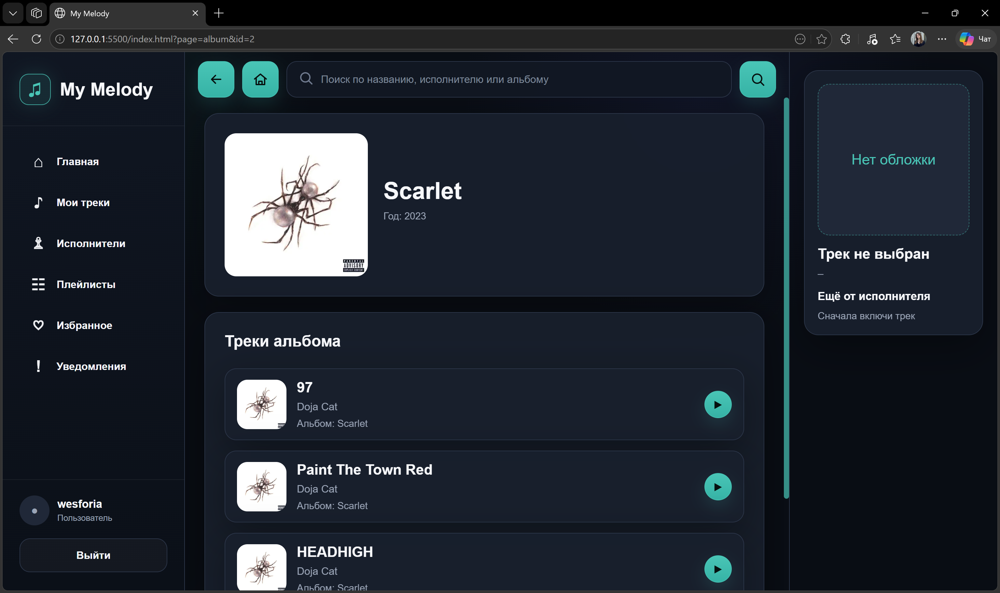 My Melody
127.0.0.1:5500/index.html?page=album&id=2
Чат
My Melody
Главная
Мои треки
Исполнители
Плейлисты
Избранное
Уведомления
wesforia
Пользователь
Выйти
Поиск по названию, исполнителю или альбому
Scarlet
Год: 2023
PARENTAL
ADVISORY
EXPLICIT CONTENT
Треки альбома
97
Doja Cat
Альбом: Scarlet
Paint The Town Red
Doja Cat
Альбом: Scarlet
HEADHIGH
Doja Cat
Альбом: Scarlet
Нет обложки
Трек не выбран
–
Ещё от исполнителя
Сначала включи трек